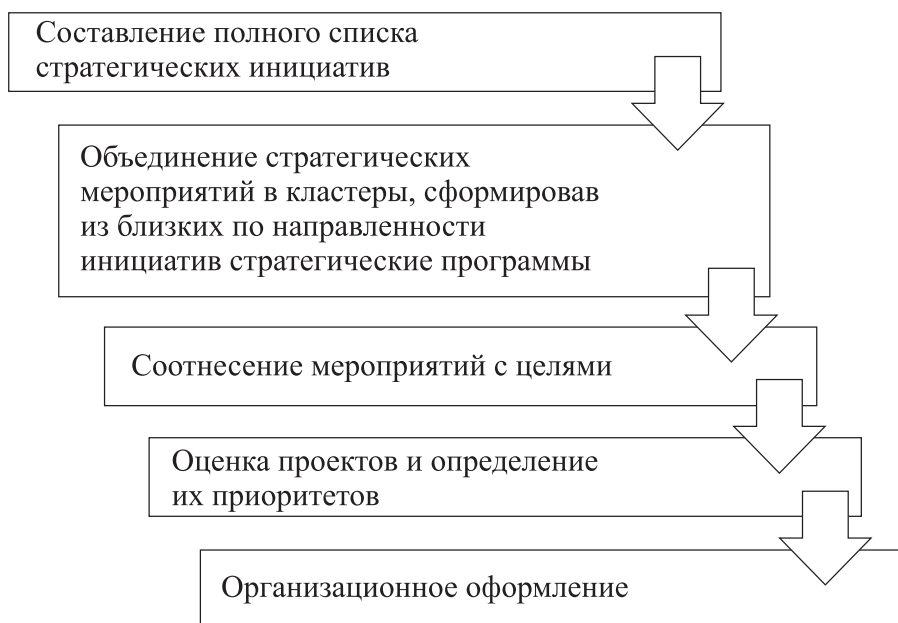 Составление полного списка
стратегических инициатив
Объединение стратегических
мероприятий в кластеры, сформировав
из близких по направленности
инициатив стратегические программы
Соотнесение мероприятий с целями
Оценка проектов и определение
их приоритетов
Организационное оформление